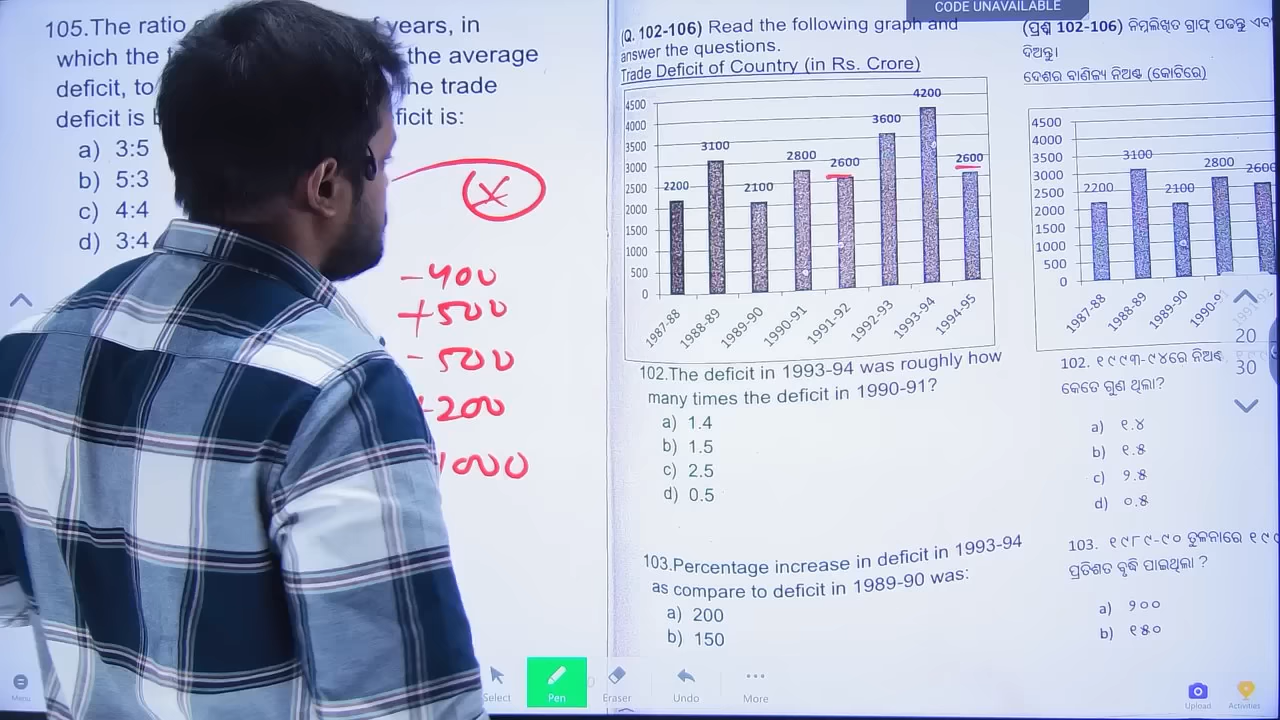 CODE UNAVAILABLE
105.The ratio years, in
which the the average
deficit, to he trade
deficit is ficit is:
a) 3:5
b) 5:3
c) 4:4
d) 3:4
-400
+500
-500
+200
1000
(Q. 102-106) Read the following graph and
answer the questions.
Trade Deficit of Country (in Rs. Crore)
4500
4000
3500
3000
2500
2000
1500
1000
500
0
2200
3100
2100
2800
2600
3600
4200
2600
1987-88
1988-89
1989-90
1990-91
1991-92
1992-93
1993-94
1994-95
102.The deficit in 1993-94 was roughly how
many times the deficit in 1990-91?
a) 1.4
b) 1.5
c) 2.5
d) 0.5
103.Percentage increase in deficit in 1993-94
as compare to deficit in 1989-90 was:
a) 200
b) 150
(ପ୍ରଶ୍ନ 102-106) ନିମ୍ନଲିଖିତ ଗ୍ରାଫ୍ ପଢନ୍ତୁ ଏବଂ
ଦିଅନ୍ତୁ।
ଦେଶର ବାଣିଜ୍ୟ ନିଅଣ୍ଟ (କୋଟିରେ)
4500
4000
3500
3000
2500
2000
1500
1000
500
0
2200
3100
2100
2800
2600
1987-88
1988-89
1989-90
1990-9
20
30
102. ୧୯୯୩-୯୪ରେ ନିଅଣ୍ଟ
କେତେ ଗୁଣ ଥିଲା?
a) ୧.୪
b) ୧.୫
c) ୨.୫
d) ୦.୫
103. ୧୯୮୯-୯୦ ତୁଳନାରେ ୧୯୯
ପ୍ରତିଶତ ବୃଦ୍ଧି ପାଇଥିଲା ?
a) ୨୦୦
b) ୧୫୦
Menu
Select
Pen
Eraser
Undo
More
Upload
Activities